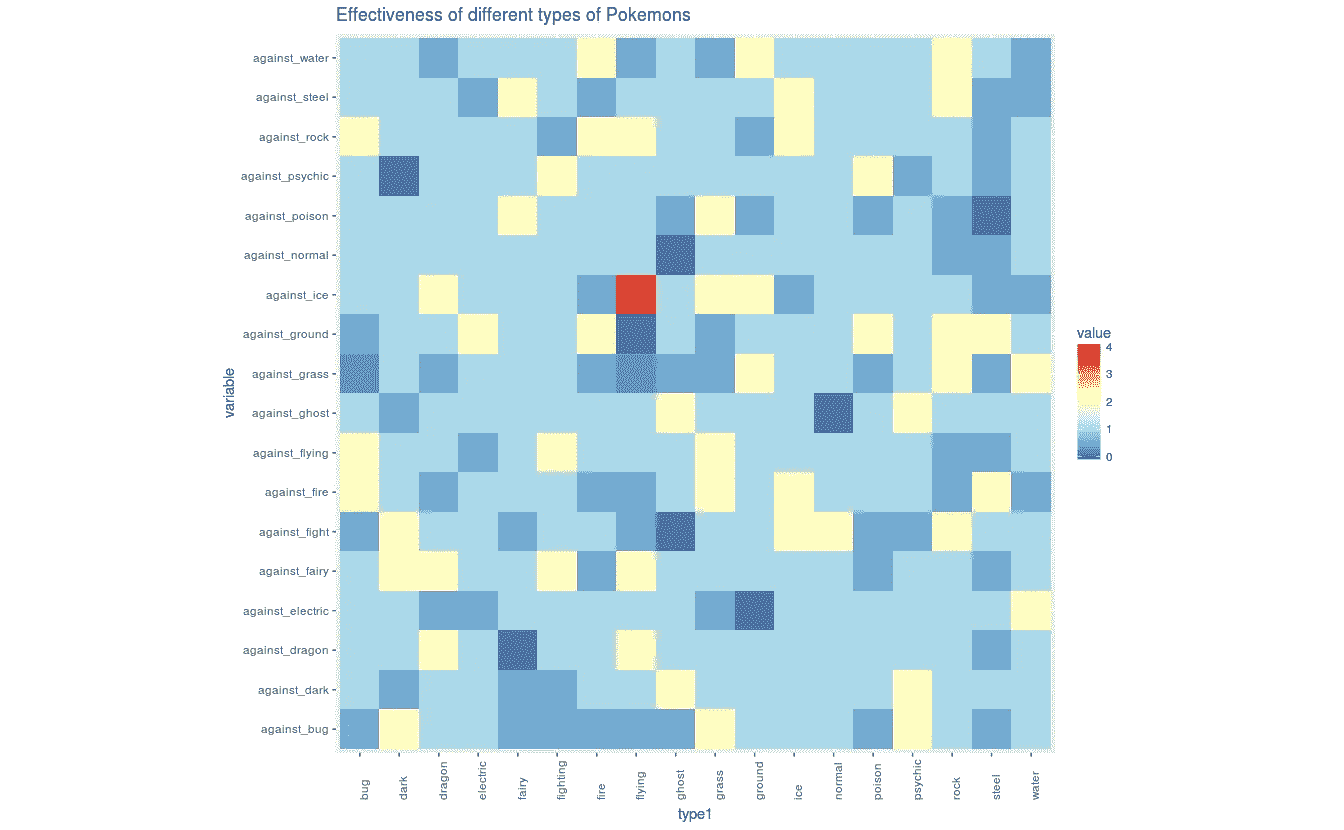 Effectiveness of different types of Pokemons
against_water
against_steel
against_rock
against_psychic
against_poison
against_normal
against_ice
against_ground
against_grass
against_ghost
against_flying
against_fire
against_fight
against_fairy
against_electric
against_dragon
against_dark
against_bug
variable
bug
dark
dragon
electric
fairy
fighting
fire
flying
ghost
grass
ground
ice
normal
poison
psychic
rock
steel
water
type1
value
4
3
2
1
0